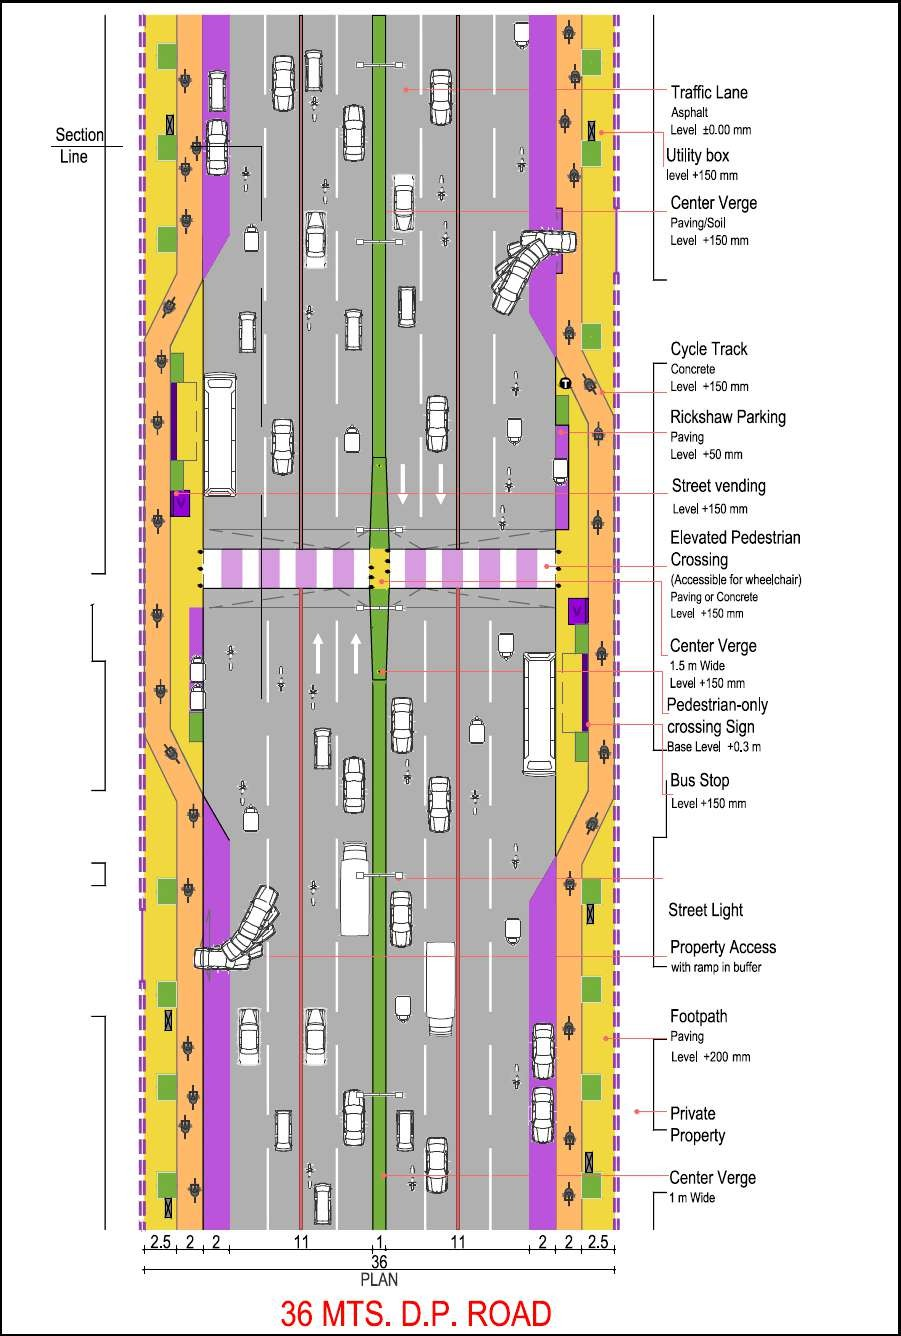 Section
Line
Traffic Lane
Asphalt
Level ±0.00 mm
Utility box
level +150 mm
Center Verge
Paving/Soil
Level +150 mm
Cycle Track
Concrete
Level +150 mm
T
Rickshaw Parking
Paving
Level +50 mm
Street vending
Level +150 mm
V
Elevated Pedestrian
Crossing
(Accessible for wheelchair)
Paving or Concrete
Level +150 mm
V
Center Verge
1.5 m Wide
Level +150 mm
Pedestrian-only
crossing Sign
Base Level +0.3 m
Bus Stop
Level +150 mm
Street Light
Property Access
with ramp in buffer
Footpath
Paving
Level +200 mm
Private
Property
Center Verge
1 m Wide
2.5 2 2 11 1 11 2 2 2.5
36
PLAN
36 MTS. D.P. ROAD